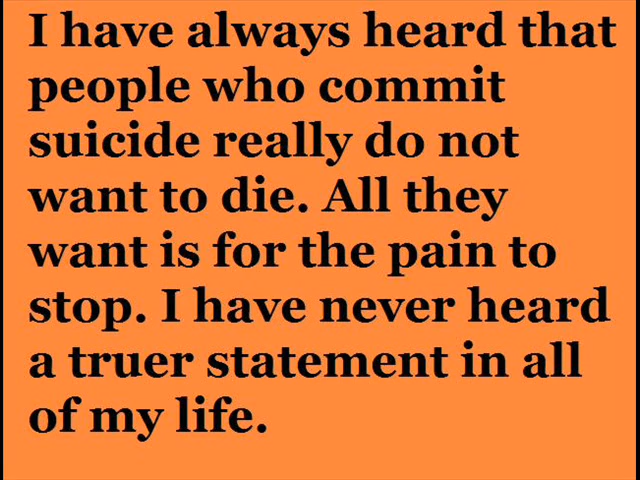 I have always heard that
people who commit
suicide really do not
want to die. All they
want is for the pain to
stop. I have never heard
a truer statement in all
of my life.